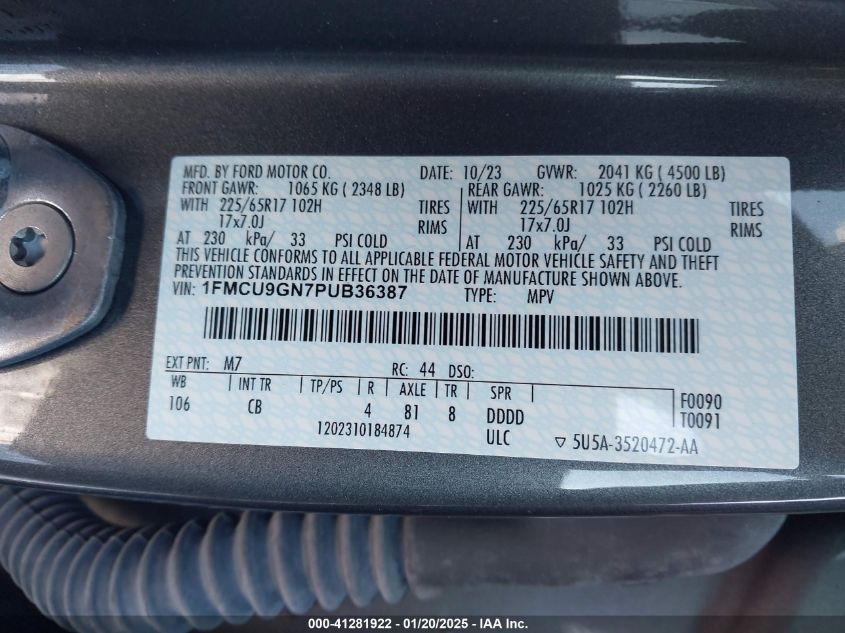 MFD. BY FORD MOTOR CO. DATE: 10/23 GVWR: 2041 KG ( 4500 LB)
FRONT GAWR: 1065 KG ( 2348 LB) REAR GAWR: 1025 KG ( 2260 LB)
WITH 225/65R17 102H TIRES WITH 225/65R17 102H TIRES
17x7.0J RIMS 17x7.0J RIMS
AT 230 kPa/ 33 PSI COLD AT 230 kPa/ 33 PSI COLD
THIS VEHICLE CONFORMS TO ALL APPLICABLE FEDERAL MOTOR VEHICLE SAFETY AND THEFT
PREVENTION STANDARDS IN EFFECT ON THE DATE OF MANUFACTURE SHOWN ABOVE.
VIN: 1FMCU9GN7PUB36387 TYPE: MPV
EXT PNT: M7 RC: 44 DSO:
WB INT TR TP/PS R AXLE TR SPR F0090
106 CB 4 81 8 DDDD T0091
1202310184874 ULC ▽ 5U5A-3520472-AA
000-41281922 - 01/20/2025 - IAA Inc.